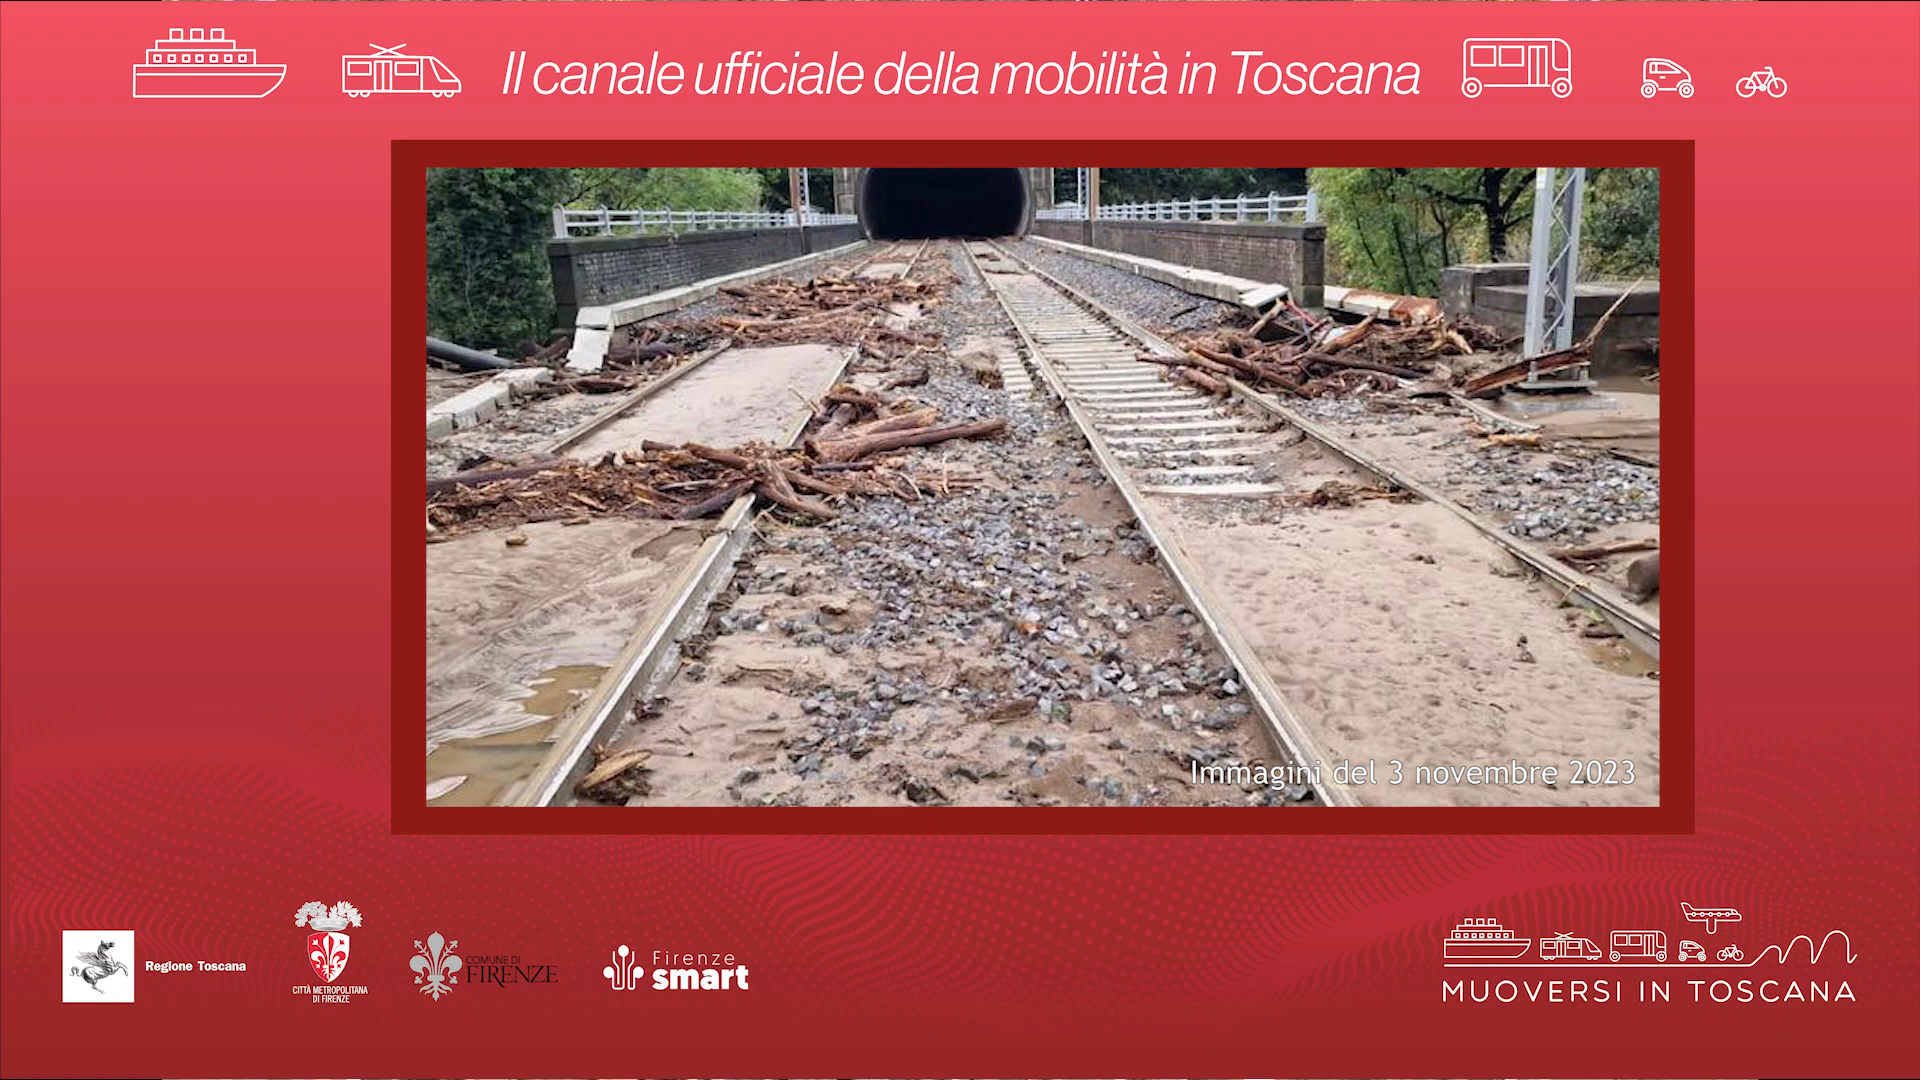 Il canale ufficiale della mobilità in Toscana
Immagini del 3 novembre 2023
Regione Toscana
CITTÀ METROPOLITANA
DI FIRENZE
COMUNE DI
FIRENZE
Firenze
smart
MUOVERSI IN TOSCANA